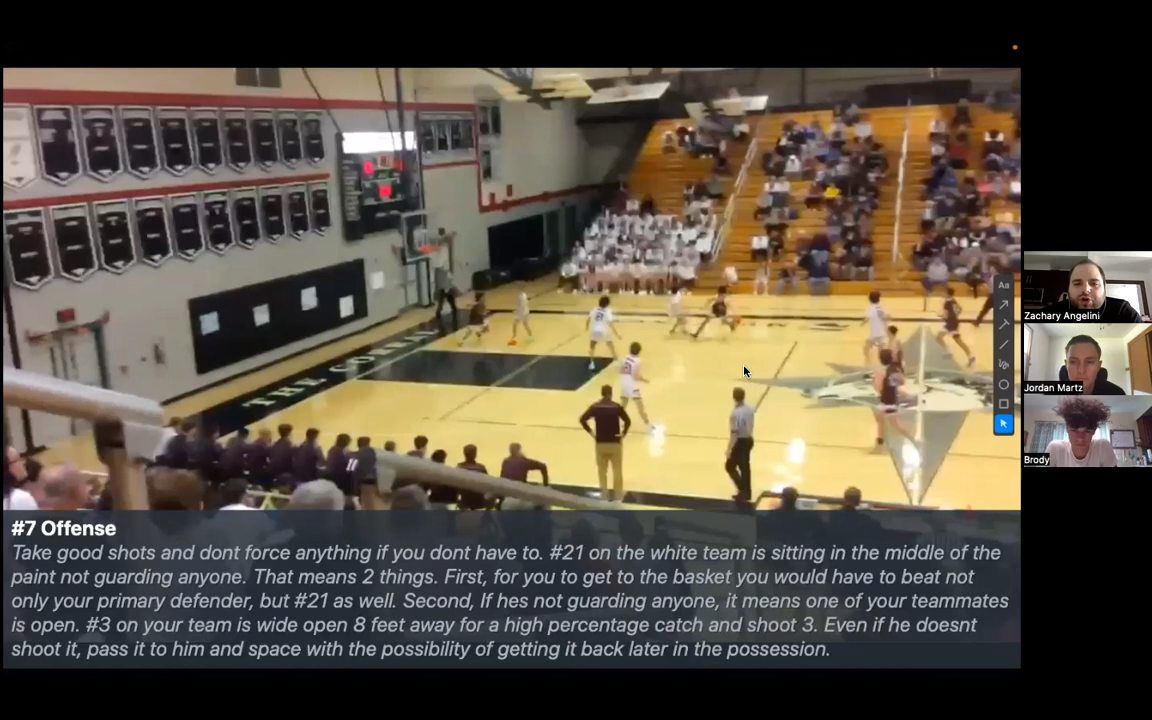 THE CORRAL
Aa
Zachary Angelini
Jordan Martz
Brody
#7 Offense
Take good shots and dont force anything if you dont have to. #21 on the white team is sitting in the middle of the
paint not guarding anyone. That means 2 things. First, for you to get to the basket you would have to beat not
only your primary defender, but #21 as well. Second, If hes not guarding anyone, it means one of your teammates
is open. #3 on your team is wide open 8 feet away for a high percentage catch and shoot 3. Even if he doesnt
shoot it, pass it to him and space with the possibility of getting it back later in the possession.